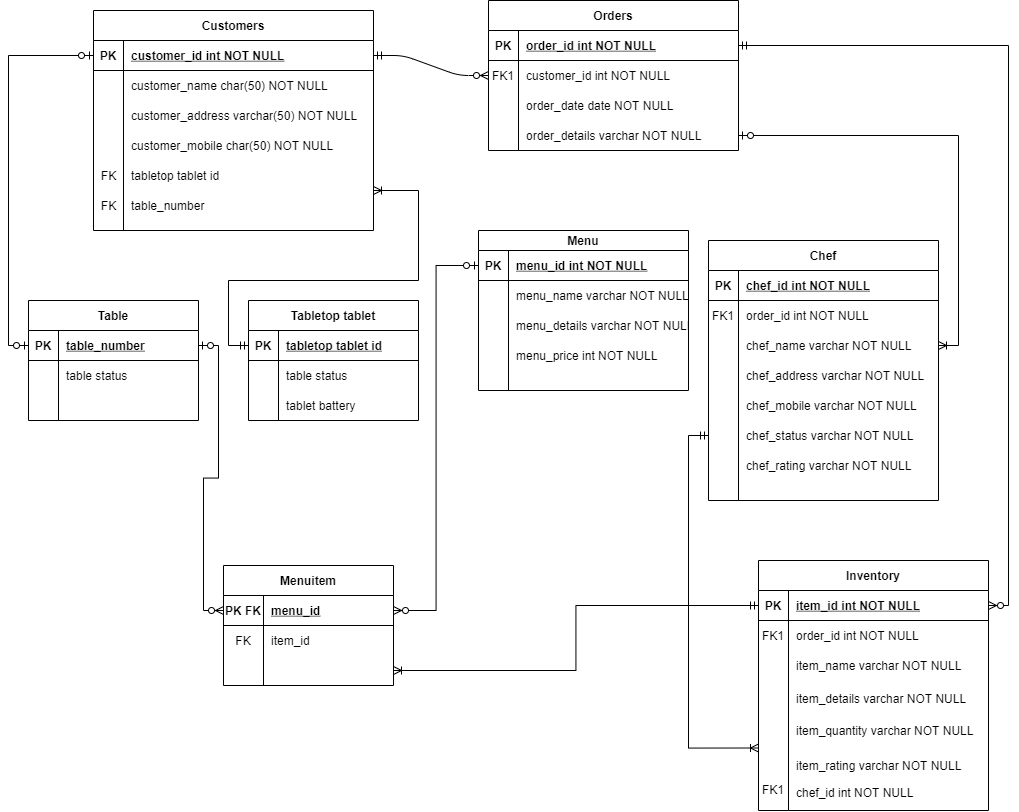 Customers
PK customer_id int NOT NULL
customer_name char(50) NOT NULL
customer_address varchar(50) NOT NULL
customer_mobile char(50) NOT NULL
FK tabletop tablet id
FK table_number
Orders
PK order_id int NOT NULL
FK1 customer_id int NOT NULL
order_date date NOT NULL
order_details varchar NOT NULL
Menu
PK menu_id int NOT NULL
menu_name varchar NOT NULL
menu_details varchar NOT NUL
menu_price int NOT NULL
Chef
PK chef_id int NOT NULL
FK1 order_id int NOT NULL
chef_name varchar NOT NULL
chef_address varchar NOT NULL
chef_mobile varchar NOT NULL
chef_status varchar NOT NULL
chef_rating varchar NOT NULL
Table
PK table_number
table status
Tabletop tablet
PK tabletop tablet id
table status
tablet battery
Menuitem
PK FK menu_id
FK item_id
Inventory
PK item_id int NOT NULL
FK1 order_id int NOT NULL
item_name varchar NOT NULL
item_details varchar NOT NULL
item_quantity varchar NOT NULL
item_rating varchar NOT NULL
FK1 chef_id int NOT NULL